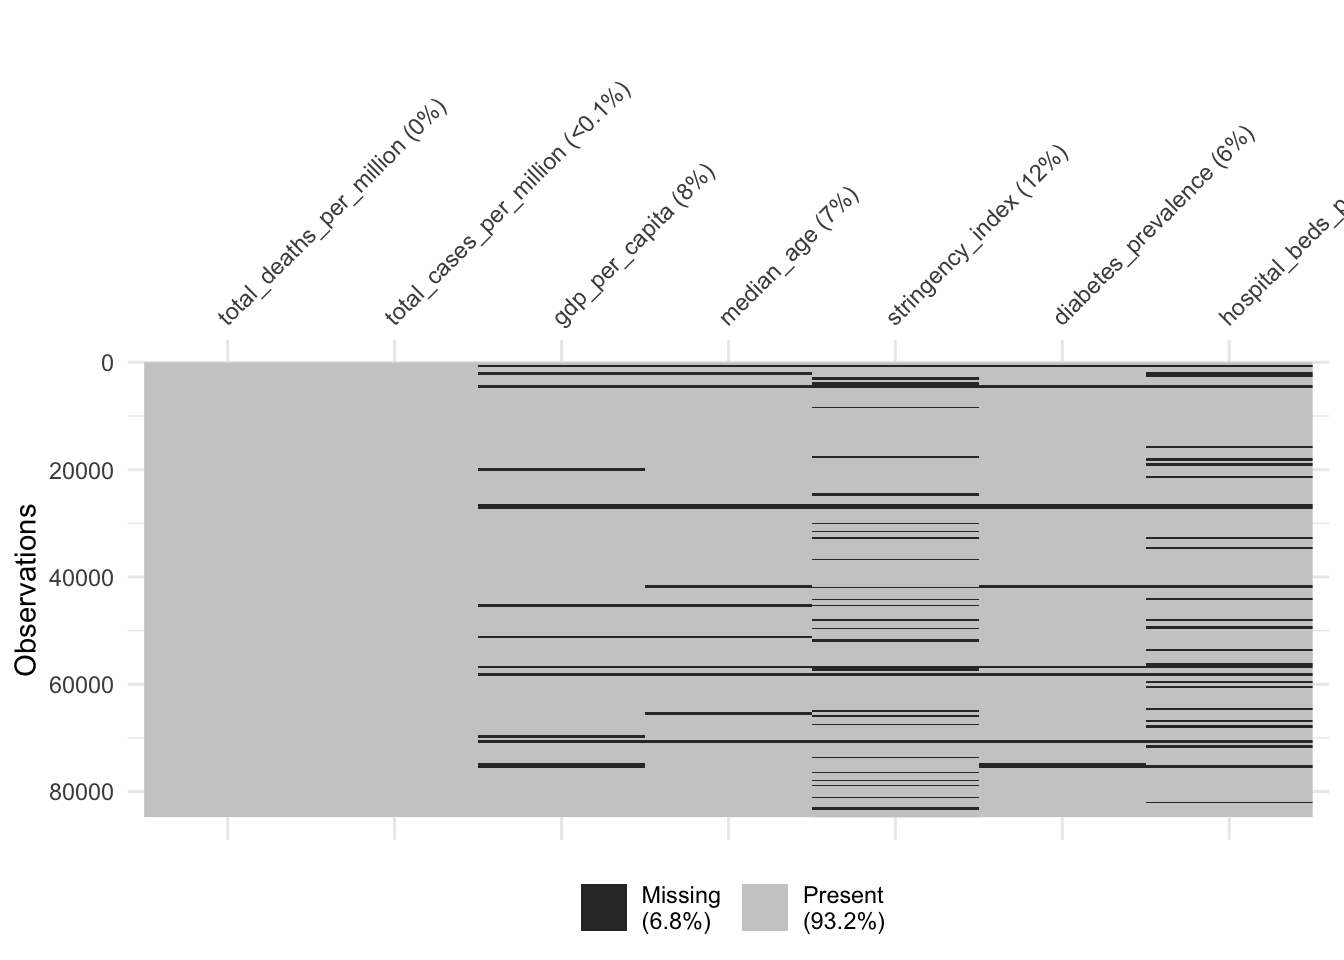 total_deaths_per_million (0%)
total_cases_per_million (<0.1%)
gdp_per_capita (8%)
median_age (7%)
stringency_index (12%)
diabetes_prevalence (6%)
hospital_beds_p
Observations
0
20000
40000
60000
80000
Missing
(6.8%)
Present
(93.2%)